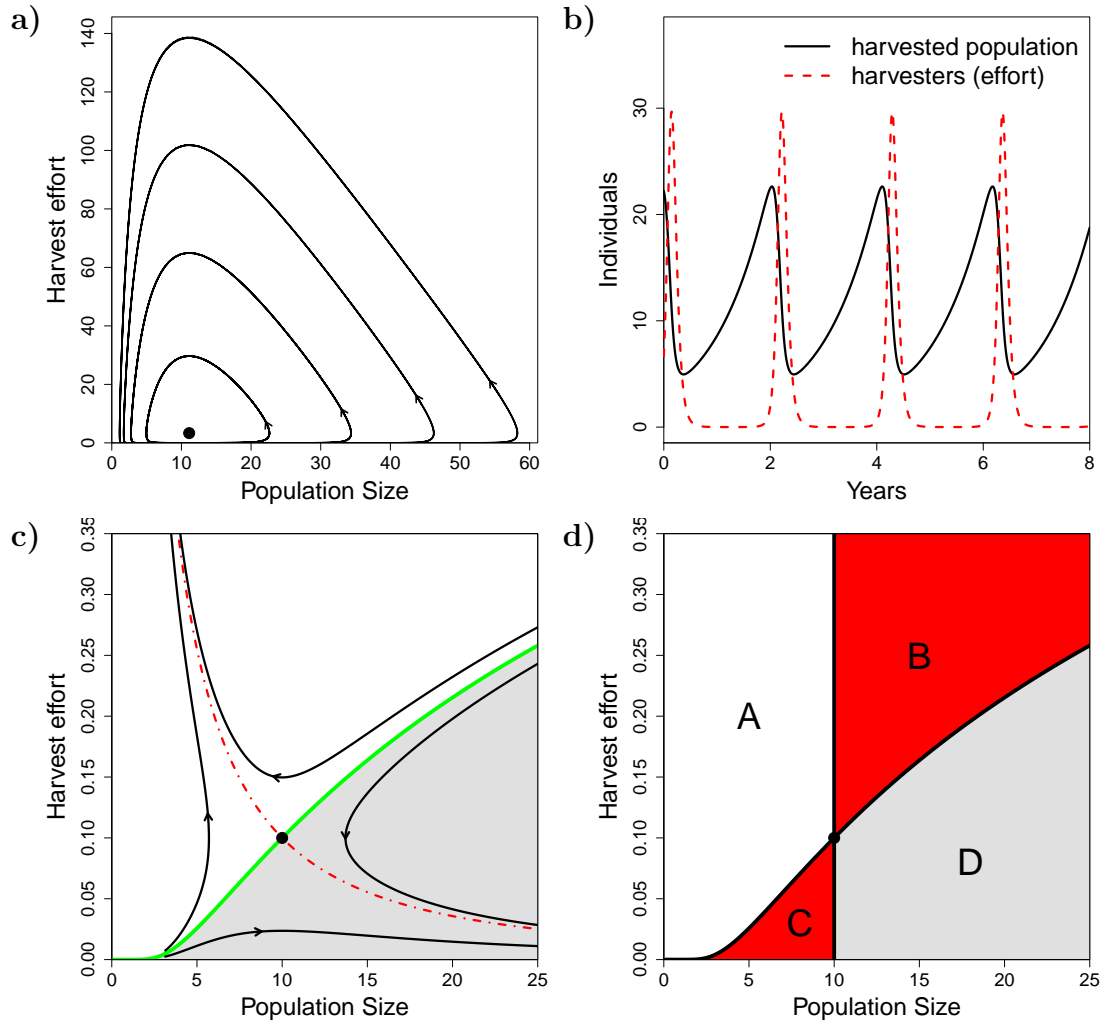 a)
Harvest effort
0 20 40 60 80 100 120 140
0 10 20 30 40 50 60
Population Size
b)
harvested population
harvesters (effort)
Individuals
0 10 20 30
0 2 4 6 8
Years
c)
Harvest effort
0.00 0.05 0.10 0.15 0.20 0.25 0.30 0.35
0 5 10 15 20 25
Population Size
d)
Harvest effort
0.00 0.05 0.10 0.15 0.20 0.25 0.30 0.35
A
B
C
D
0 5 10 15 20 25
Population Size